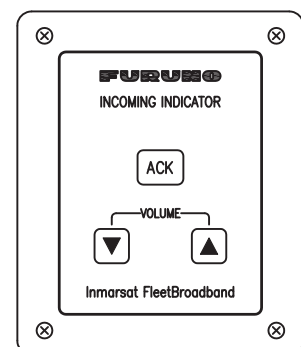 FURUNO
INCOMING INDICATOR
ACK
VOLUME
▼ ▲
Inmarsat FleetBroadband